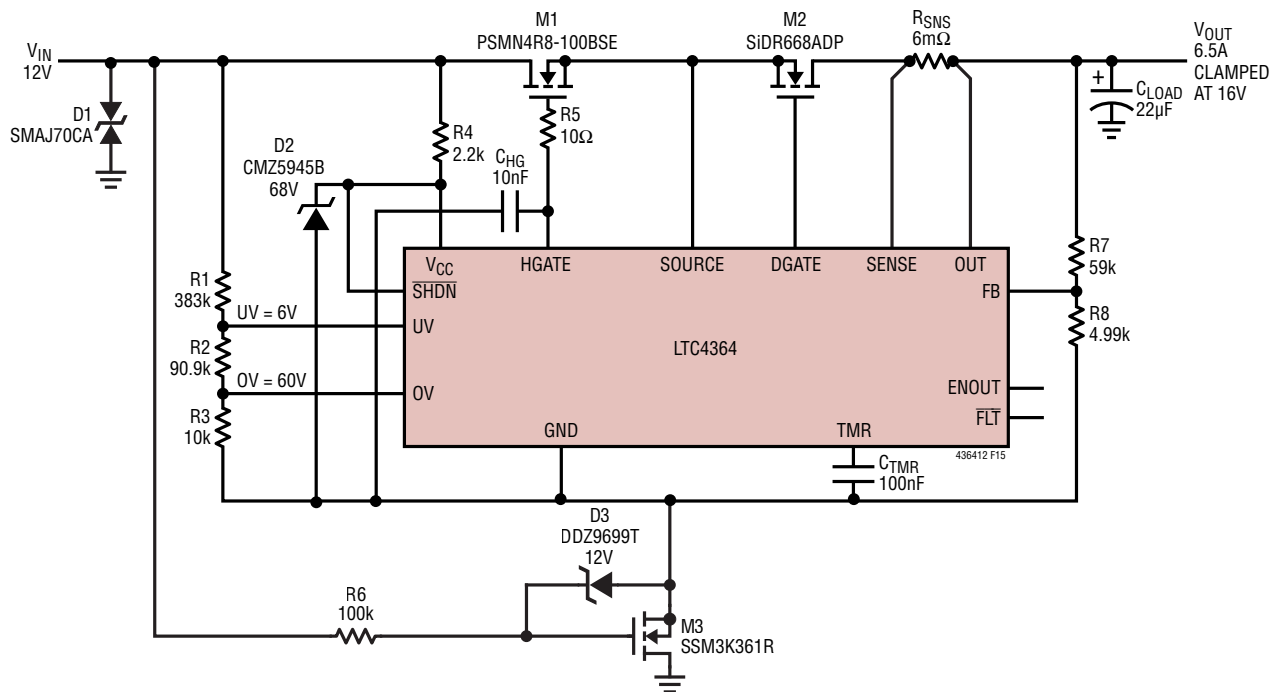 M1
PSMN4R8-100BSE
M2
SiDR668ADP
RSNS
6mΩ
VIN
12V
VOUT
6.5A
CLAMPED
AT 16V
D1
SMAJ70CA
+
CLOAD
22µF
R4
2.2k
R5
10Ω
D2
CMZ5945B
68V
CHG
10nF
R1
383k
UV = 6V
R2
90.9k
OV = 60V
R3
10k
VCC
HGATE
SOURCE
DGATE
SENSE
OUT
SHDN
UV
OV
LTC4364
FB
ENOUT
FLT
GND
TMR
R7
59k
R8
4.99k
436412 F15
CTMR
100nF
D3
DDZ9699T
12V
R6
100k
M3
SSM3K361R